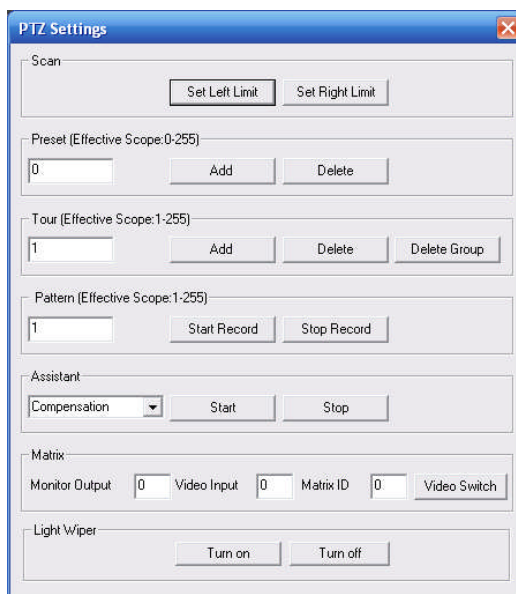 PTZ Settings
Scan
Set Left Limit Set Right Limit
Preset (Effective Scope:0-255)
0 Add Delete
Tour (Effective Scope:1-255)
1 Add Delete Delete Group
Pattern (Effective Scope:1-255)
1 Start Record Stop Record
Assistant
Compensation Start Stop
Matrix
Monitor Output 0 Video Input 0 Matrix ID 0 Video Switch
Light Wiper
Turn on Turn off